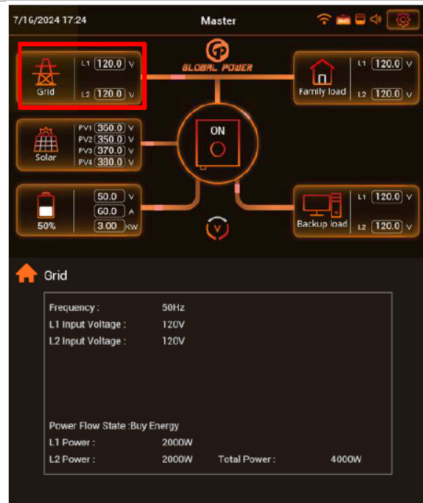 7/16/2024 17:24 Master
GLOBAL POWER
L1 120.0 V
Grid
L2 120.0 V
L1 120.0 V
Family load
L2 120.0 V
PV1 360.0 V
PV2 350.0 V
PV3 370.0 V
PV4 380.0 V
Solar
ON
50.0 V
60.0 A
50% 3.00 KW
V
L1 120.0 V
Backup load
L2 120.0 V
Grid
Frequency : 50Hz
L1 Input Voltage : 120V
L2 Input Voltage : 120V
Power Flow State :Buy Energy
L1 Power : 2000W
L2 Power : 2000W Total Power : 4000W